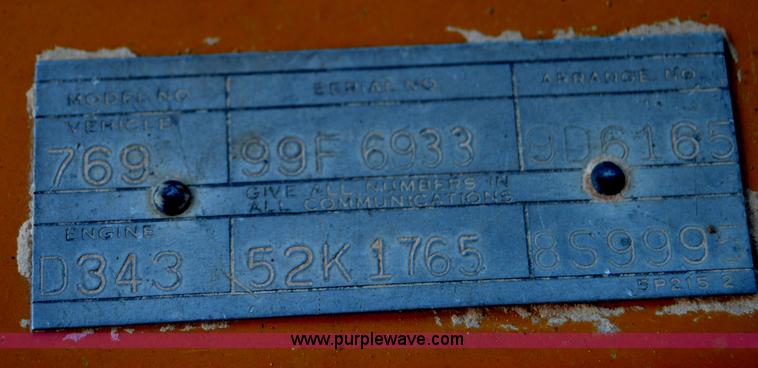 MODEL NO. SERIAL NO. ARRANGE. NO.
VEHICLE
769 99F 6933 9D6165
GIVE ALL NUMBERS IN
ALL COMMUNICATIONS
ENGINE
D343 52K 1765
5P215 2
www.purplewave.com